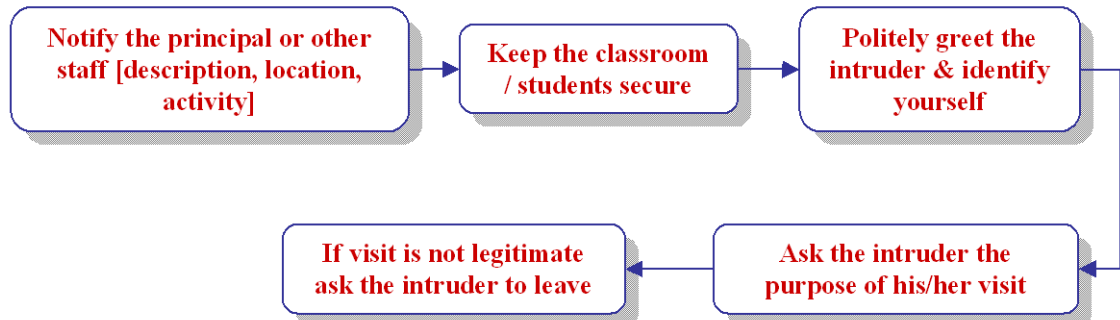 Notify the principal or other
staff [description, location,
activity]
Keep the classroom
/ students secure
Politely greet the
intruder & identify
yourself
Ask the intruder the
purpose of his/her visit
If visit is not legitimate
ask the intruder to leave